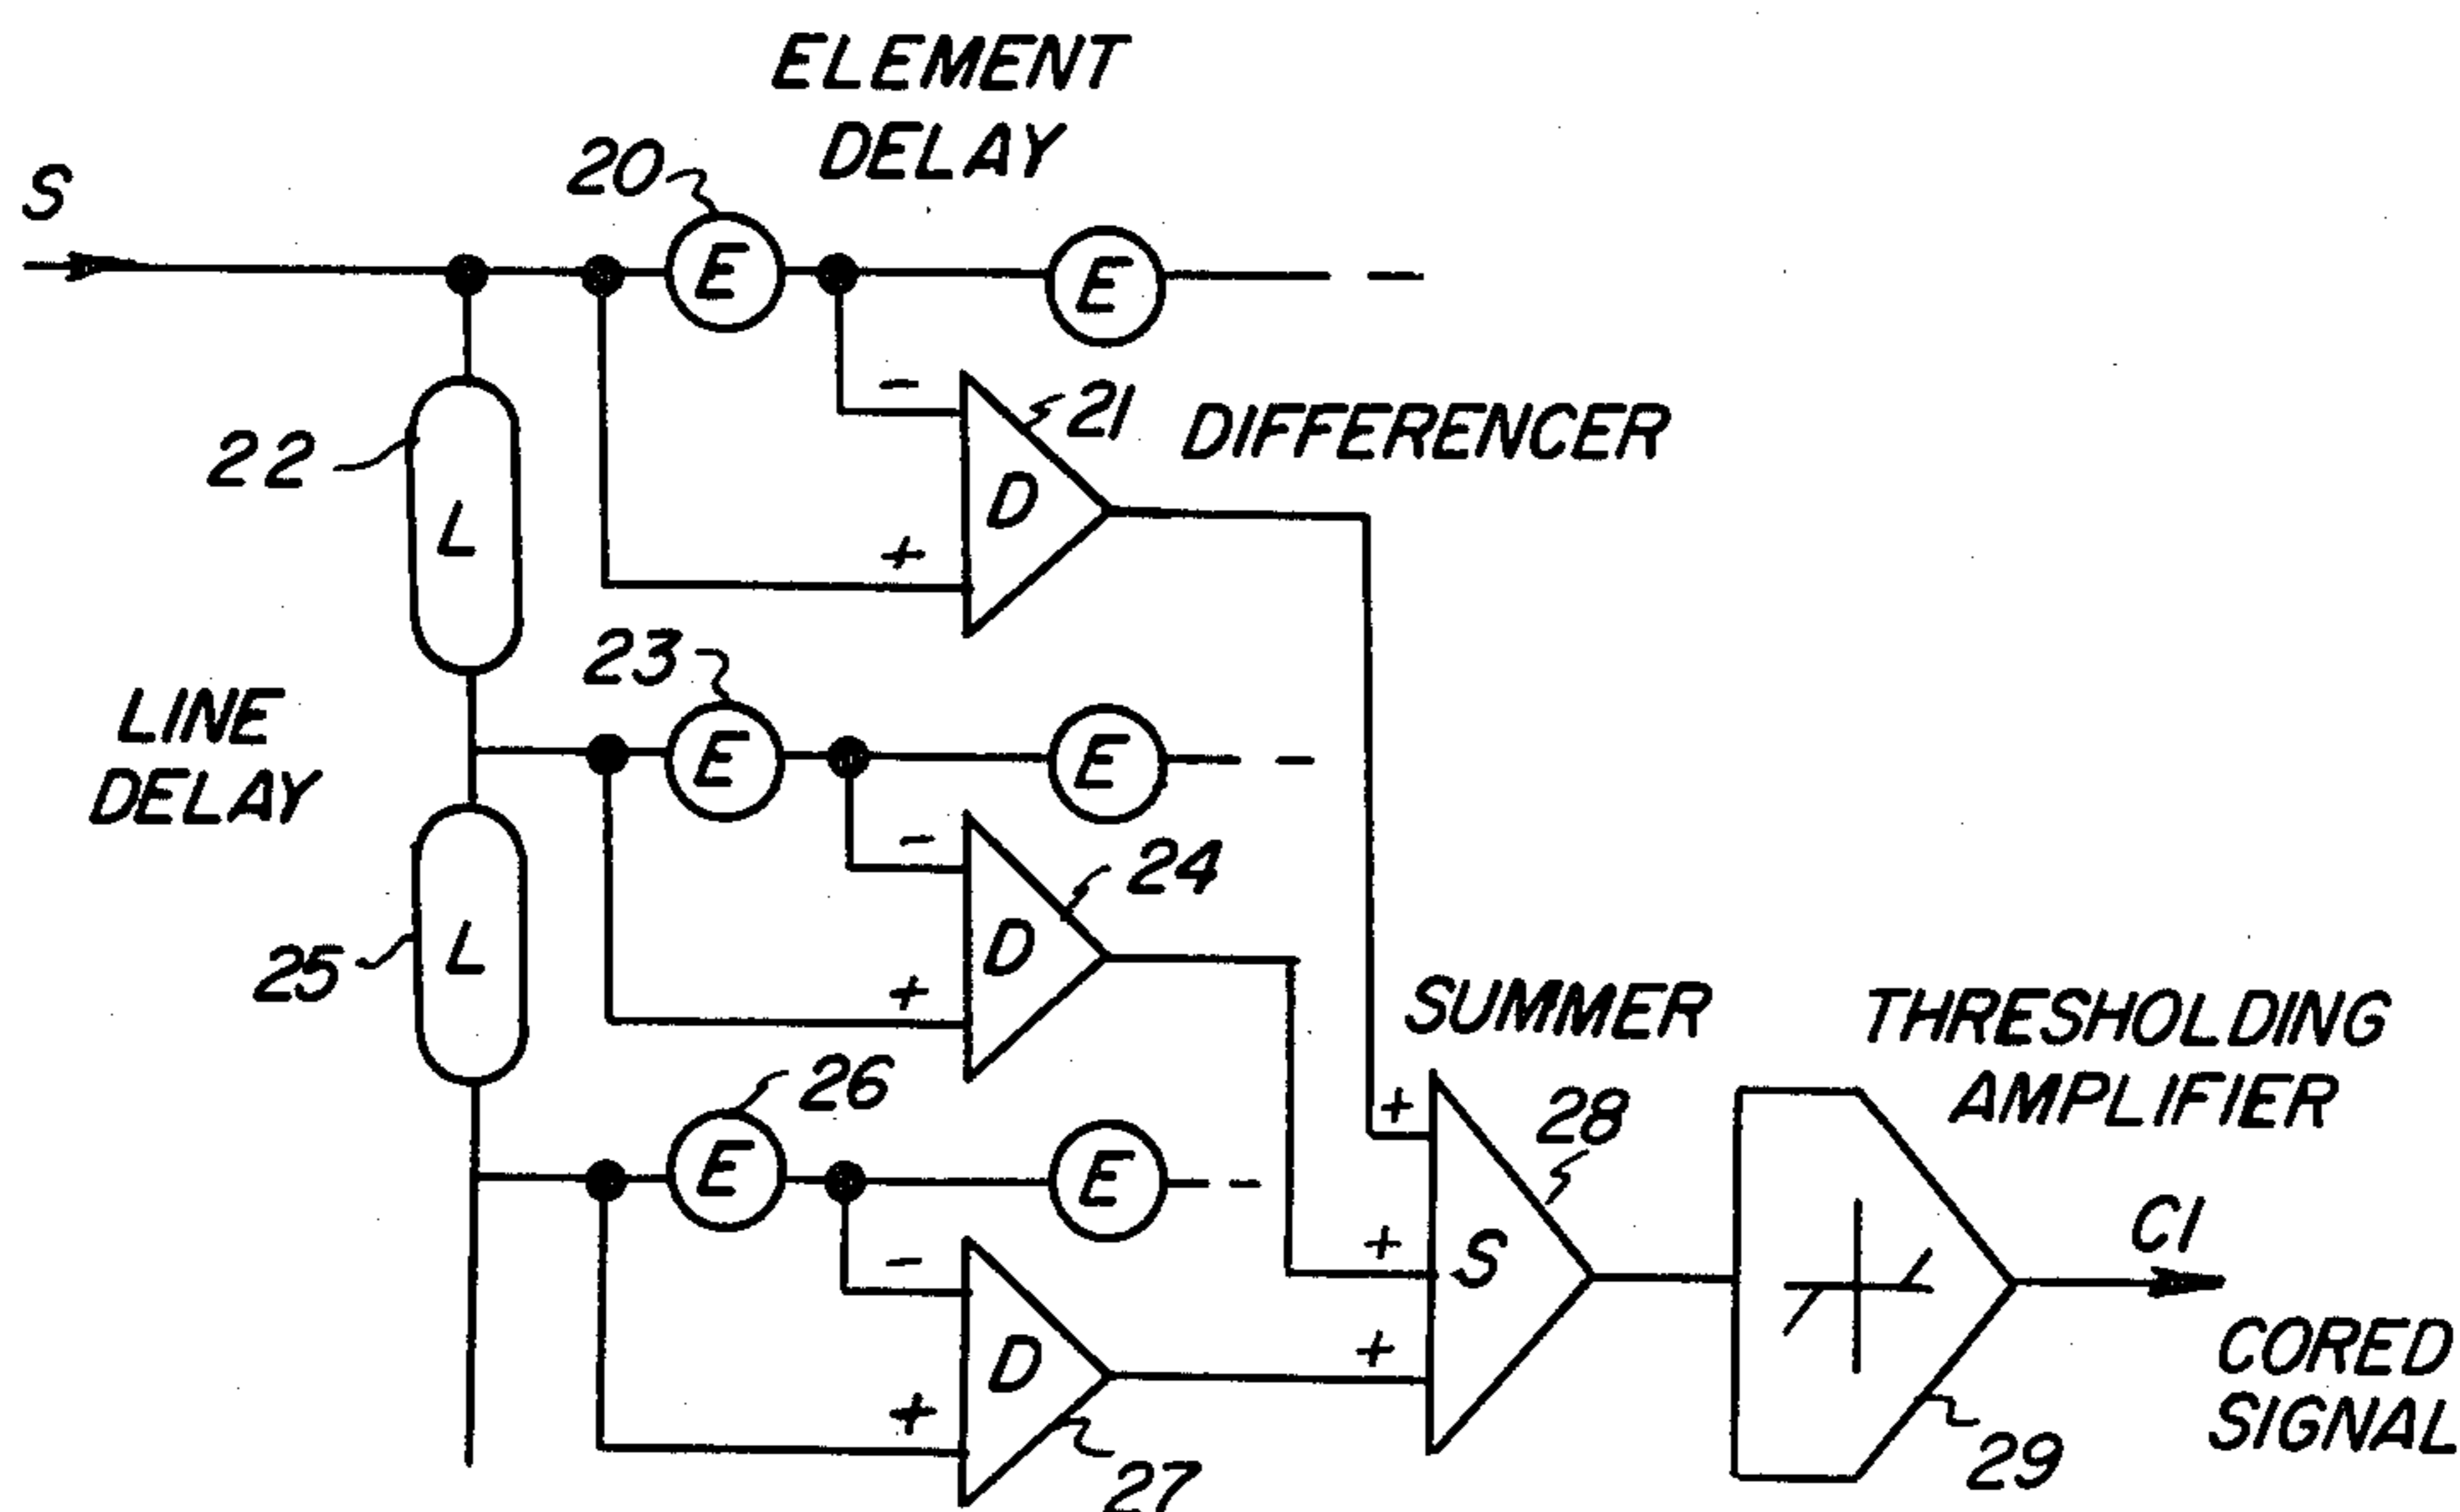 ELEMENT
DELAY
S
20
E
E
-
21
DIFFERENCER
22
D
L
+
23
LINE
DELAY
E
E
-
24
25
L
D
+
SUMMER
THRESHOLDING
AMPLIFIER
26
28
+
E
E
C1
-
+
S
CORED
SIGNAL
+
D
+
27
29